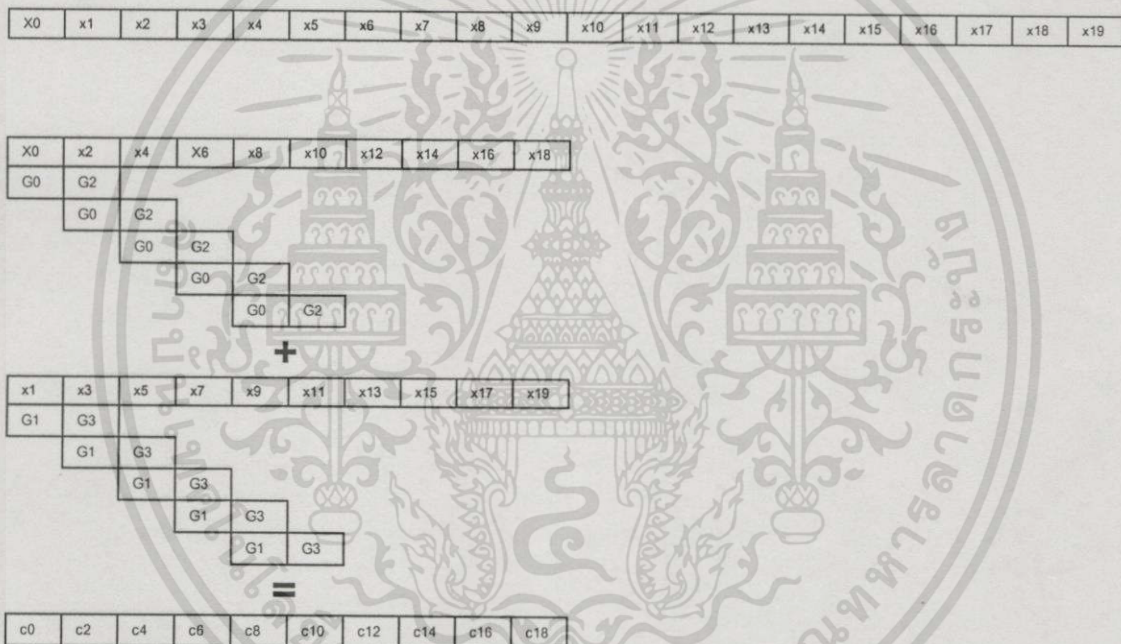 X0 x1 x2 x3 x4 x5 x6 x7 x8 x9 x10 x11 x12 x13 x14 x15 x16 x17 x18 x19
X0 x2 x4 X6 x8 x10 x12 x14 x16 x18
G0 G2
G0 G2
G0 G2
G0 G2
G0 G2
+
x1 x3 x5 x7 x9 x11 x13 x15 x17 x19
G1 G3
G1 G3
G1 G3
G1 G3
G1 G3
=
c0 c2 c4 c6 c8 c10 c12 c14 c16 c18